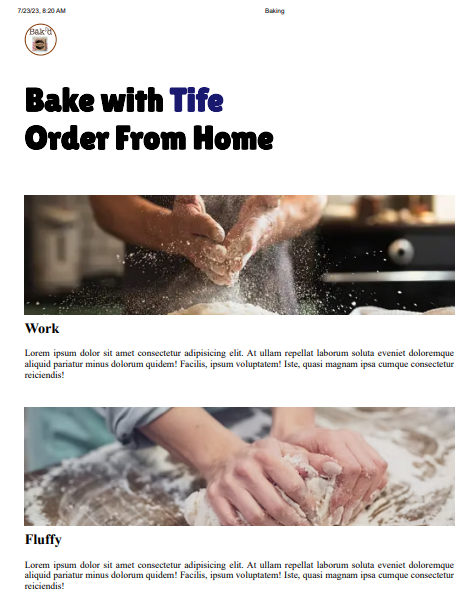 7/23/23, 8:20 AM
Baking
Bak'd
Bake with Tife
Order From Home
Work
Lorem ipsum dolor sit amet consectetur adipisicing elit. At ullam repellat laborum soluta eveniet doloremque
aliquid pariatur minus dolorum quidem! Facilis, ipsum voluptatem! Iste, quasi magnam ipsa cumque consectetur
reiciendis!
Fluffy
Lorem ipsum dolor sit amet consectetur adipisicing elit. At ullam repellat laborum soluta eveniet doloremque
aliquid pariatur minus dolorum quidem! Facilis, ipsum voluptatem! Iste, quasi magnam ipsa cumque consectetur
reiciendis!